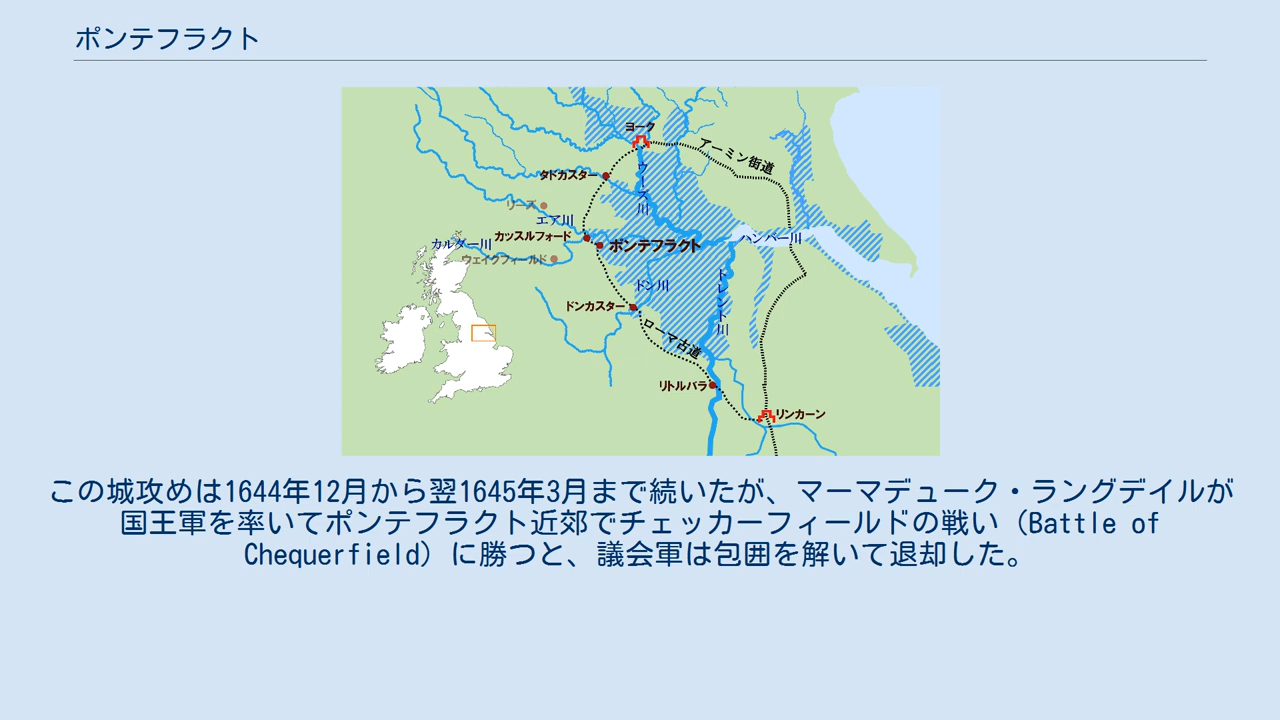 ポンテフラクト
ヨーク
アーミン街道
タドカスター
ウーズ川
リーズ
エア川
カッスルフォード
カルダー川
ポンテフラクト
ハンバー川
ウェイクフィールド
ドン川
トレント川
ドンカスター
ローマ古道
リトルバラ
リンカーン
この城攻めは1644年12月から翌1645年3月まで続いたが、マーマデューク・ラングデイルが
国王軍を率いてポンテフラクト近郊でチェッカーフィールドの戦い（Battle of
Chequerfield）に勝つと、議会軍は包囲を解いて退却した。